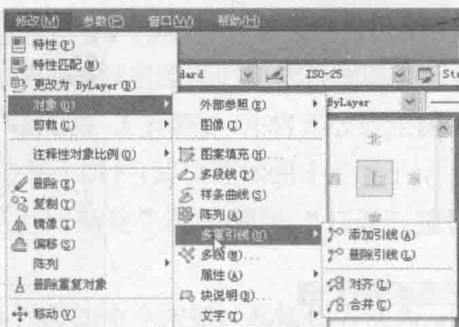 修改(M) 参数(P) 窗口(W) 帮助(H)
特性(P)
特性匹配(M)
更改为 ByLayer(B)
对象(O)
剪裁(C)
注释性对象比例(O)
删除(E)
复制(Y)
镜像(I)
偏移(S)
阵列
删除重复对象
移动(V)
dard ISO-25 Sta
ByLayer
外部参照(E)
图像(I)
图案填充(H)...
多段线(P)
样条曲线(S)
阵列(A)
多重引线(U)
多线(M)...
属性(A)
块说明(B)...
文字(T)
北
上
添加引线(A)
删除引线(L)
对齐(L)
合并(C)